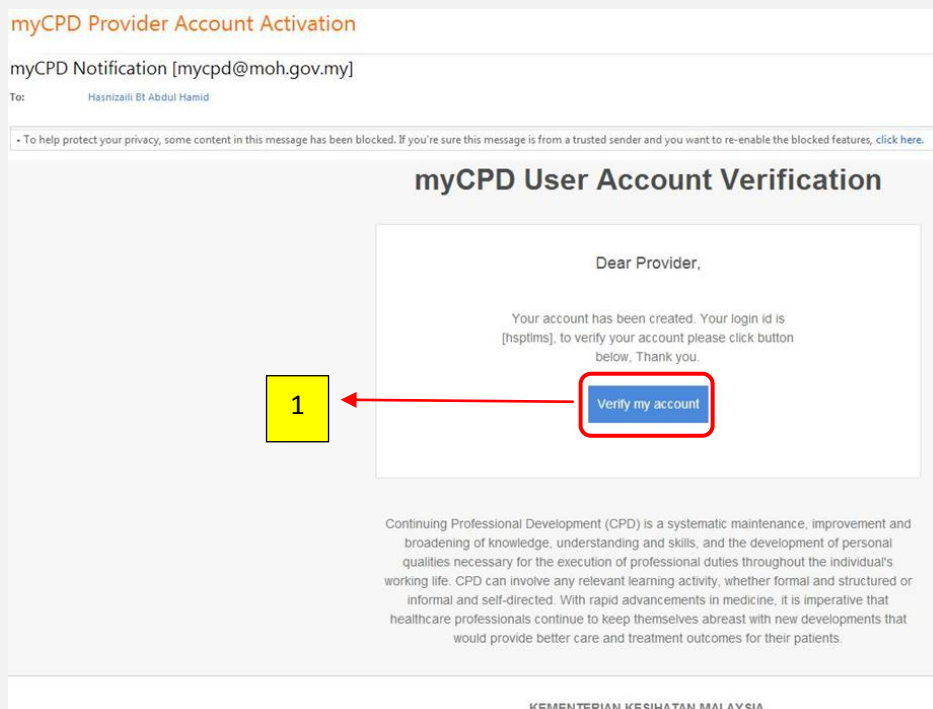 myCPD Provider Account Activation
myCPD Notification [mycpd@moh.gov.my]
To: Hasnizaili Bt Abdul Hamid
• To help protect your privacy, some content in this message has been blocked. If you're sure this message is from a trusted sender and you want to re-enable the blocked features, click here.
myCPD User Account Verification
Dear Provider,
Your account has been created. Your login id is
[hsptlms], to verify your account please click button
below, Thank you.
1
Verify my account
Continuing Professional Development (CPD) is a systematic maintenance, improvement and
broadening of knowledge, understanding and skills, and the development of personal
qualities necessary for the execution of professional duties throughout the individual's
working life. CPD can involve any relevant learning activity, whether formal and structured or
informal and self-directed. With rapid advancements in medicine, it is imperative that
healthcare professionals continue to keep themselves abreast with new developments that
would provide better care and treatment outcomes for their patients.
KEMENTERIAN KESIHATAN MALAYSIA